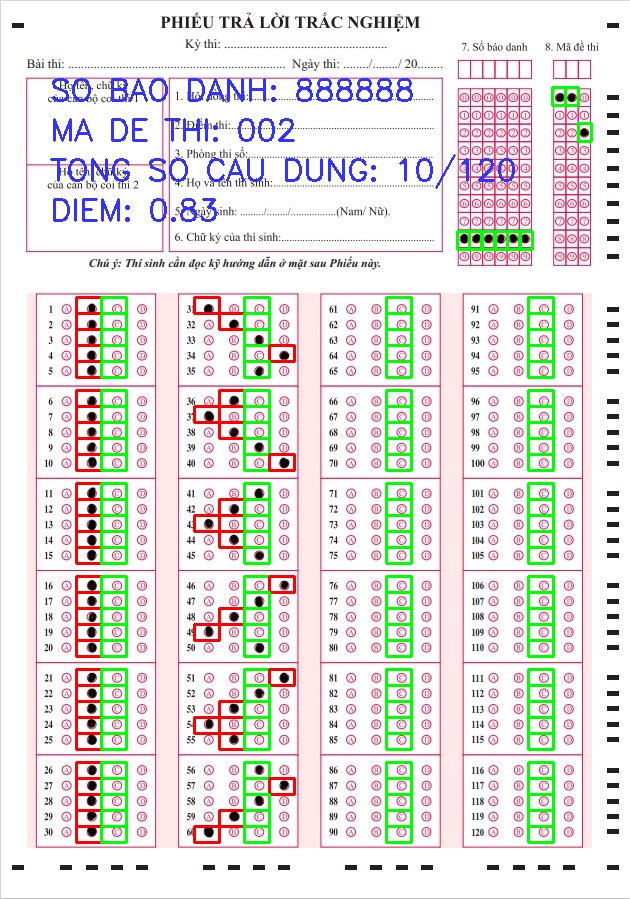 PHIẾU TRẢ LỜI TRẮC NGHIỆM
Kỳ thi: ......................................................
Bài thi: ........................................................................ Ngày thi: ....../......../ 20........
7. Số báo danh
8. Mã đề thi
SO BAO DANH: 888888
MA DE THI: 002
TONG SO CAU DUNG: 10/120
DIEM: 0.83
Họ tên, chữ ký
của cán bộ coi thi 1
Họ tên, chữ ký
của cán bộ coi thi 2
1. Hội đồng thi:
2. Điểm thi:
3. Phòng thi số:
4. Họ và tên thí sinh:
5. Ngày sinh: ......../......../...............(Nam/ Nữ).
6. Chữ ký của thí sinh:
Chú ý: Thí sinh cần đọc kỹ hướng dẫn ở mặt sau Phiếu này.
1 A C D 31 B C D 61 A B C D 91 A B C D
2 A C D 32 A C D 62 A B C D 92 A B C D
3 A C D 33 A B D 63 A B C D 93 A B C D
4 A C D 34 A B C 64 A B C D 94 A B C D
5 A C D 35 A B D 65 A B C D 95 A B C D
6 A C D 36 A C D 66 A B C D 96 A B C D
7 A C D 37 B C D 67 A B C D 97 A B C D
8 A C D 38 A C D 68 A B C D 98 A B C D
9 A C D 39 A B D 69 A B C D 99 A B C D
10 A C D 40 A B C 70 A B C D 100 A B C D
11 A C D 41 A B D 71 A B C D 101 A B C D
12 A C D 42 A C D 72 A B C D 102 A B C D
13 A C D 43 B C D 73 A B C D 103 A B C D
14 A C D 44 A C D 74 A B C D 104 A B C D
15 A C D 45 A B D 75 A B C D 105 A B C D
16 A C D 46 A B C 76 A B C D 106 A B C D
17 A C D 47 A B D 77 A B C D 107 A B C D
18 A C D 48 A C D 78 A B C D 108 A B C D
19 A C D 49 B C D 79 A B C D 109 A B C D
20 A C D 50 A B D 80 A B C D 110 A B C D
21 A C D 51 A B C 81 A B C D 111 A B C D
22 A C D 52 A B D 82 A B C D 112 A B C D
23 A C D 53 A C D 83 A B C D 113 A B C D
24 A C D 54 B C D 84 A B C D 114 A B C D
25 A C D 55 A C D 85 A B C D 115 A B C D
26 A C D 56 A B D 86 A B C D 116 A B C D
27 A C D 57 A B C 87 A B C D 117 A B C D
28 A C D 58 A B D 88 A B C D 118 A B C D
29 A C D 59 A C D 89 A B C D 119 A B C D
30 A C D 60 B C D 90 A B C D 120 A B C D